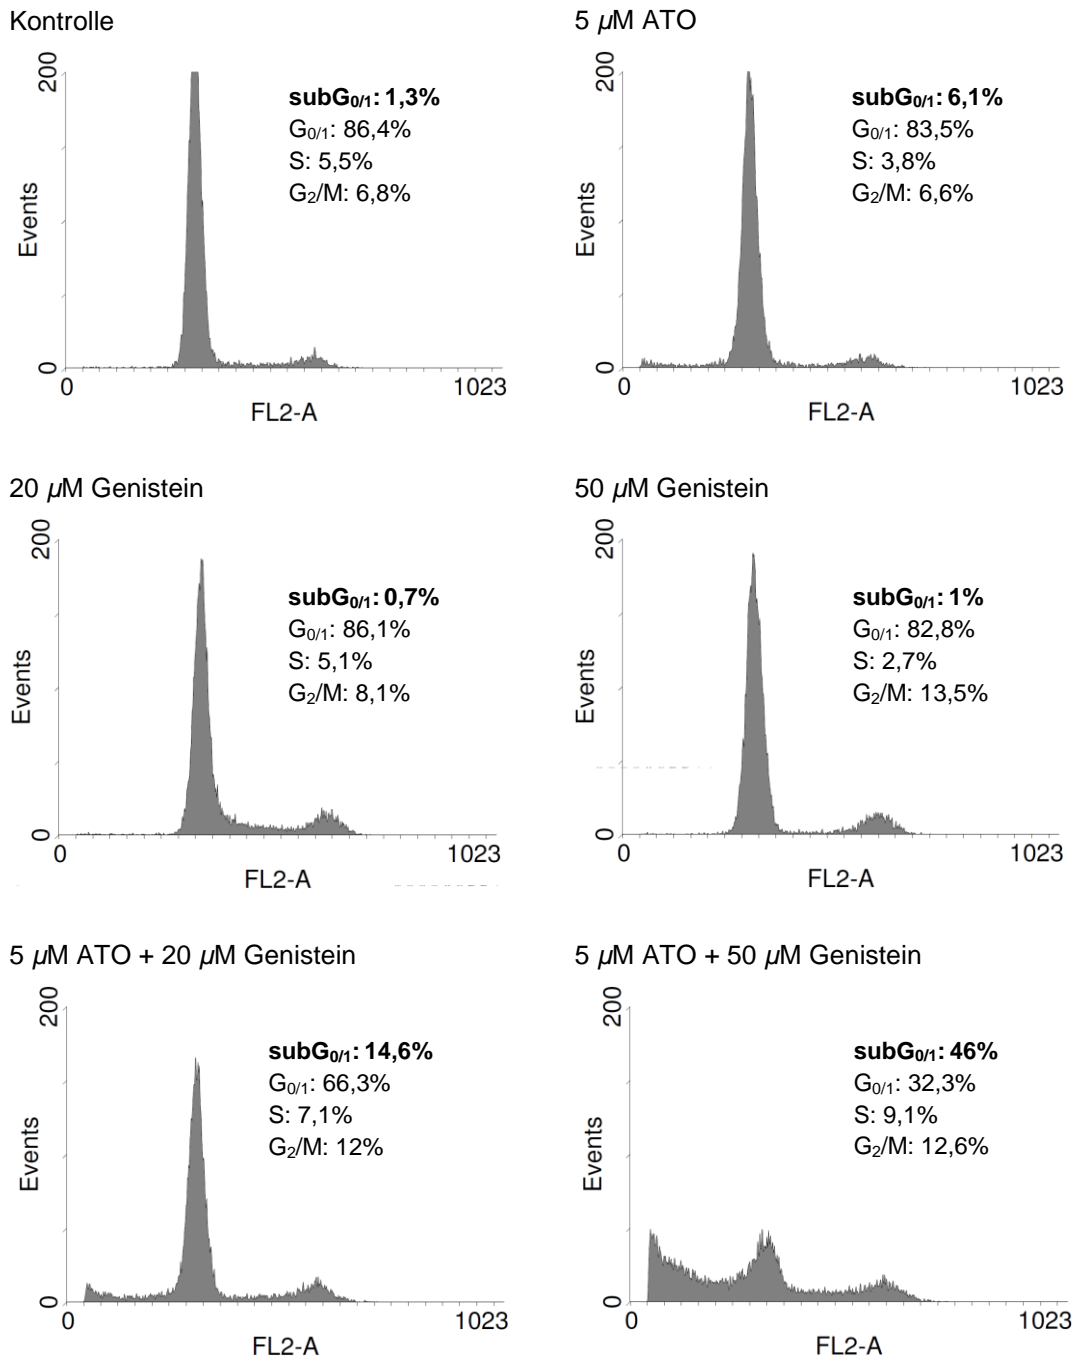 Kontrolle
200
Events
0
0
1023
FL2-A
subG0/1: 1,3%
G0/1: 86,4%
S: 5,5%
G2/M: 6,8%
5 µM ATO
200
Events
0
0
1023
FL2-A
subG0/1: 6,1%
G0/1: 83,5%
S: 3,8%
G2/M: 6,6%
20 µM Genistein
200
Events
0
0
1023
FL2-A
subG0/1: 0,7%
G0/1: 86,1%
S: 5,1%
G2/M: 8,1%
50 µM Genistein
200
Events
0
0
1023
FL2-A
subG0/1: 1%
G0/1: 82,8%
S: 2,7%
G2/M: 13,5%
5 µM ATO + 20 µM Genistein
200
Events
0
0
1023
FL2-A
subG0/1: 14,6%
G0/1: 66,3%
S: 7,1%
G2/M: 12%
5 µM ATO + 50 µM Genistein
200
Events
0
0
1023
FL2-A
subG0/1: 46%
G0/1: 32,3%
S: 9,1%
G2/M: 12,6%